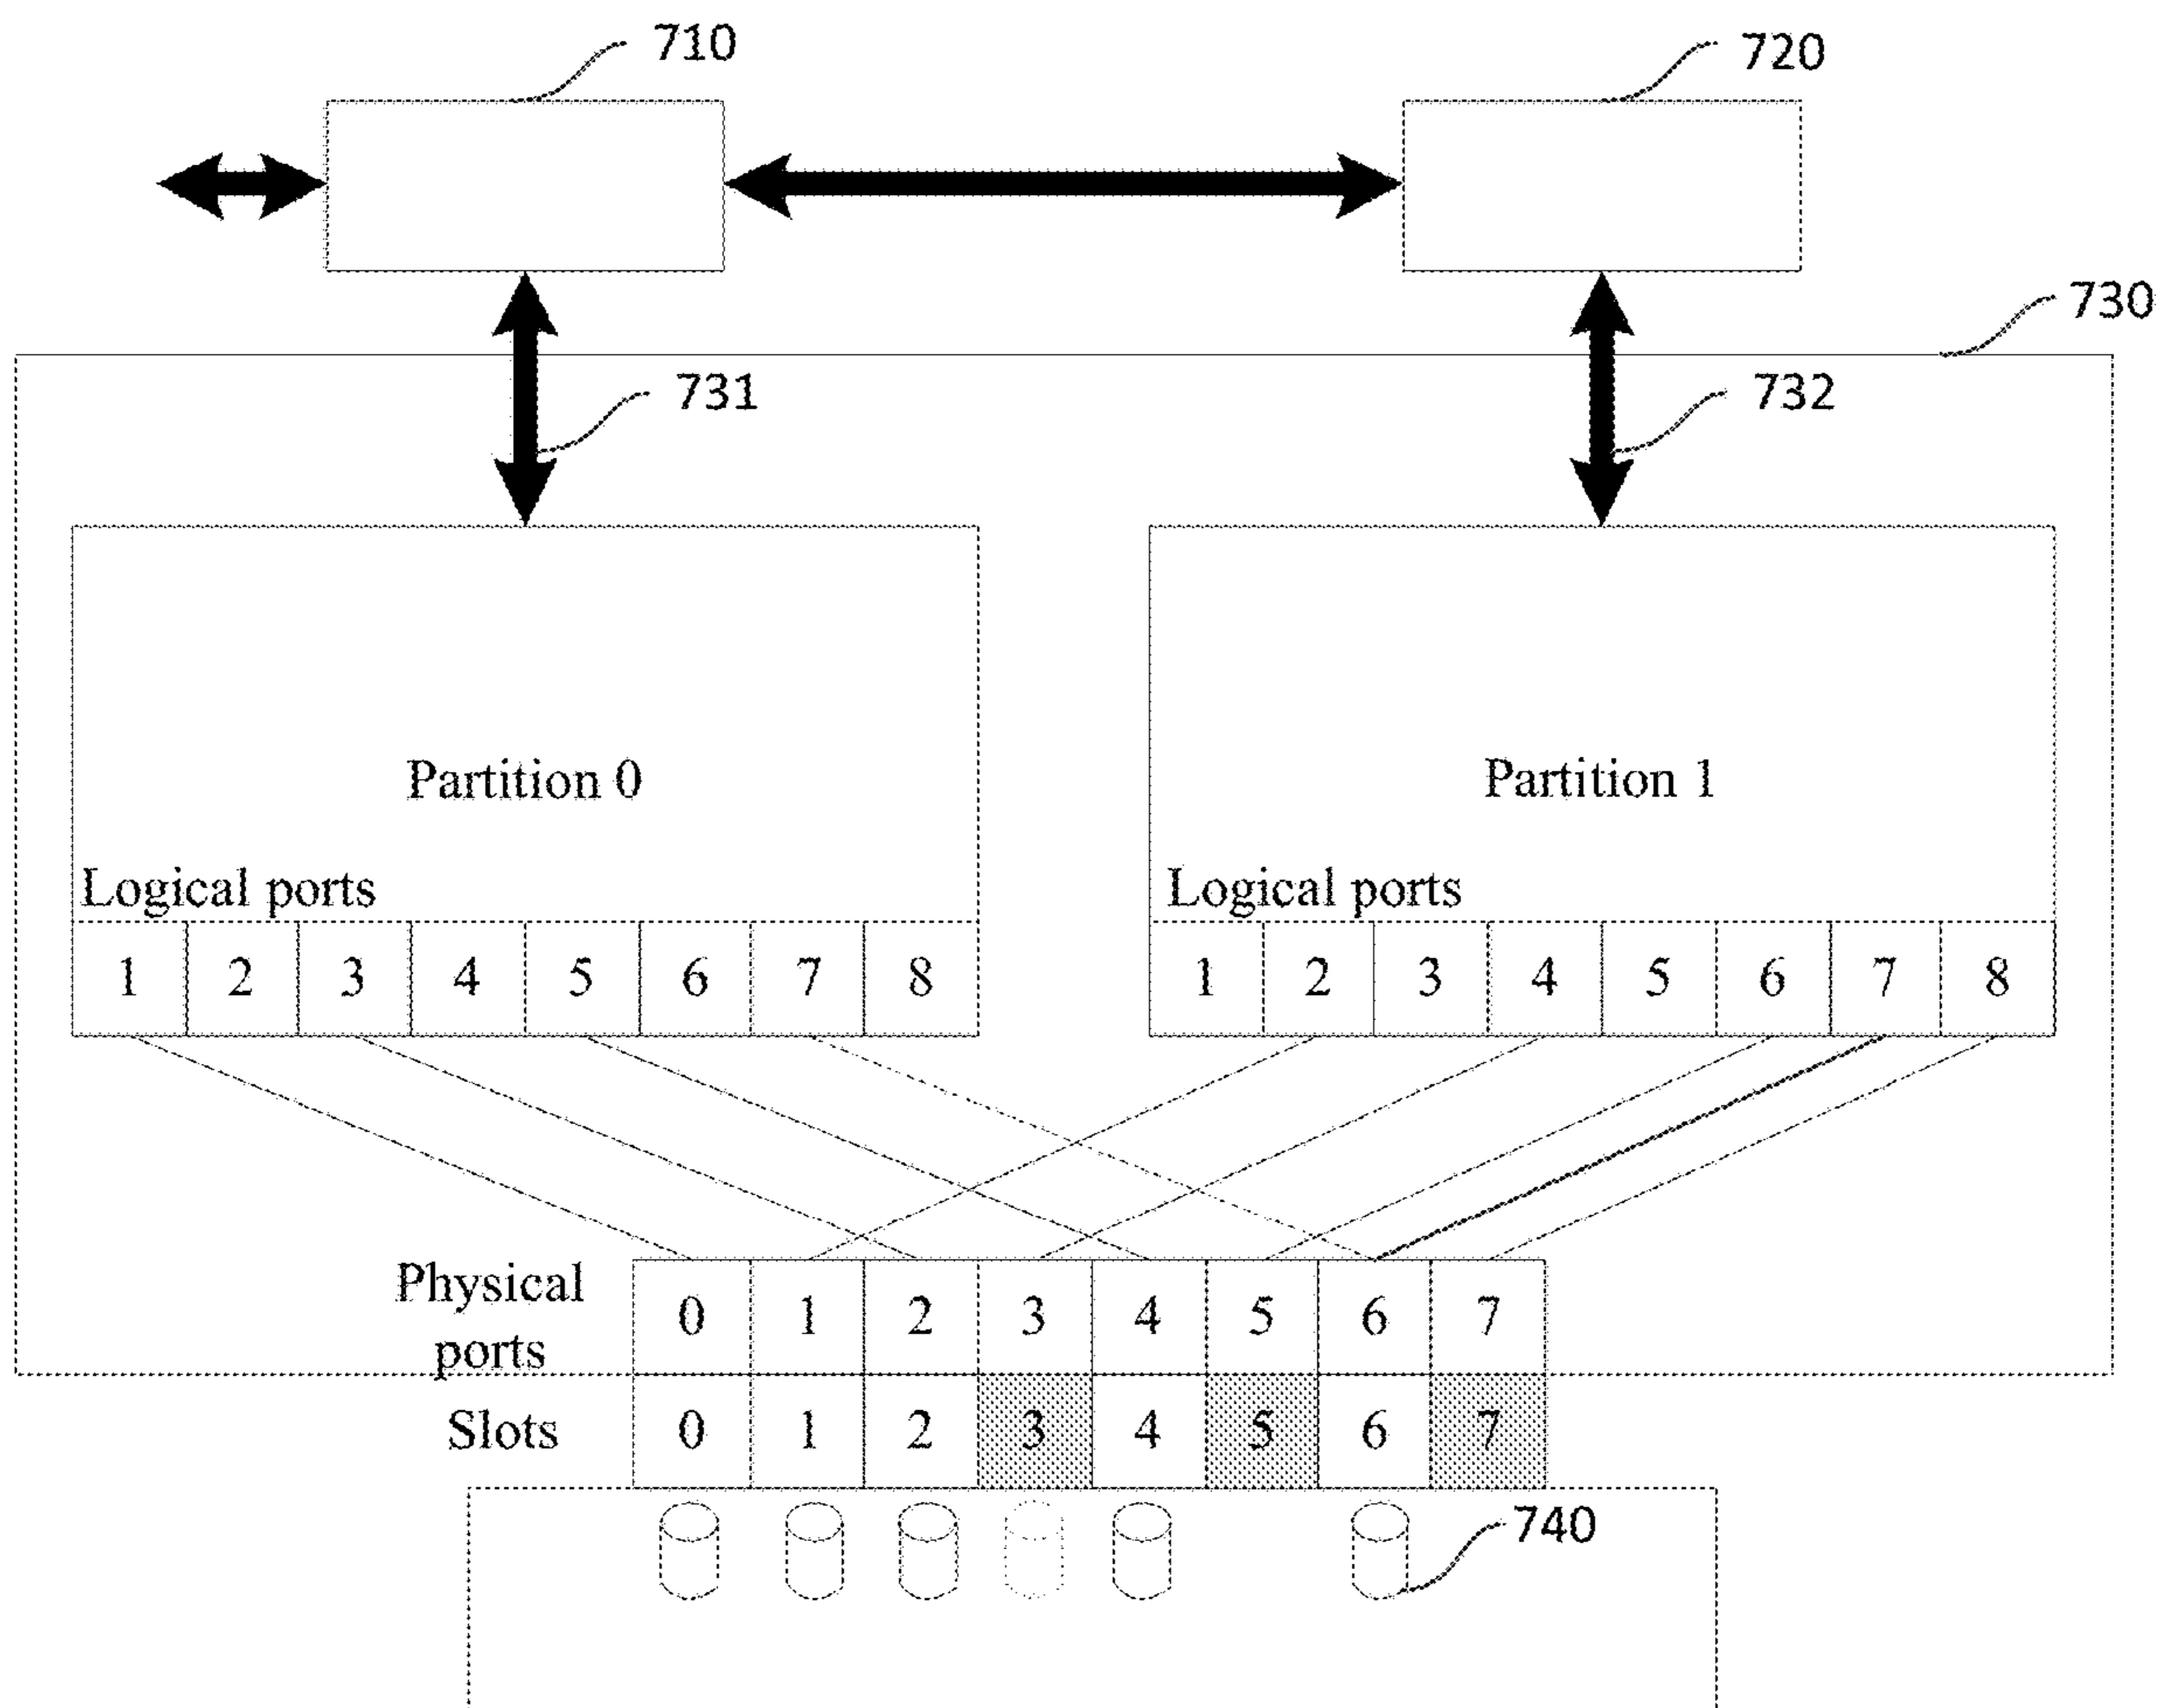 710
720
730
731
732
Partition 0
Partition 1
Logical ports
Logical ports
1 2 3 4 5 6 7 8
1 2 3 4 5 6 7 8
Physical
ports
0 1 2 3 4 5 6 7
Slots
0 1 2 3 4 5 6 7
740